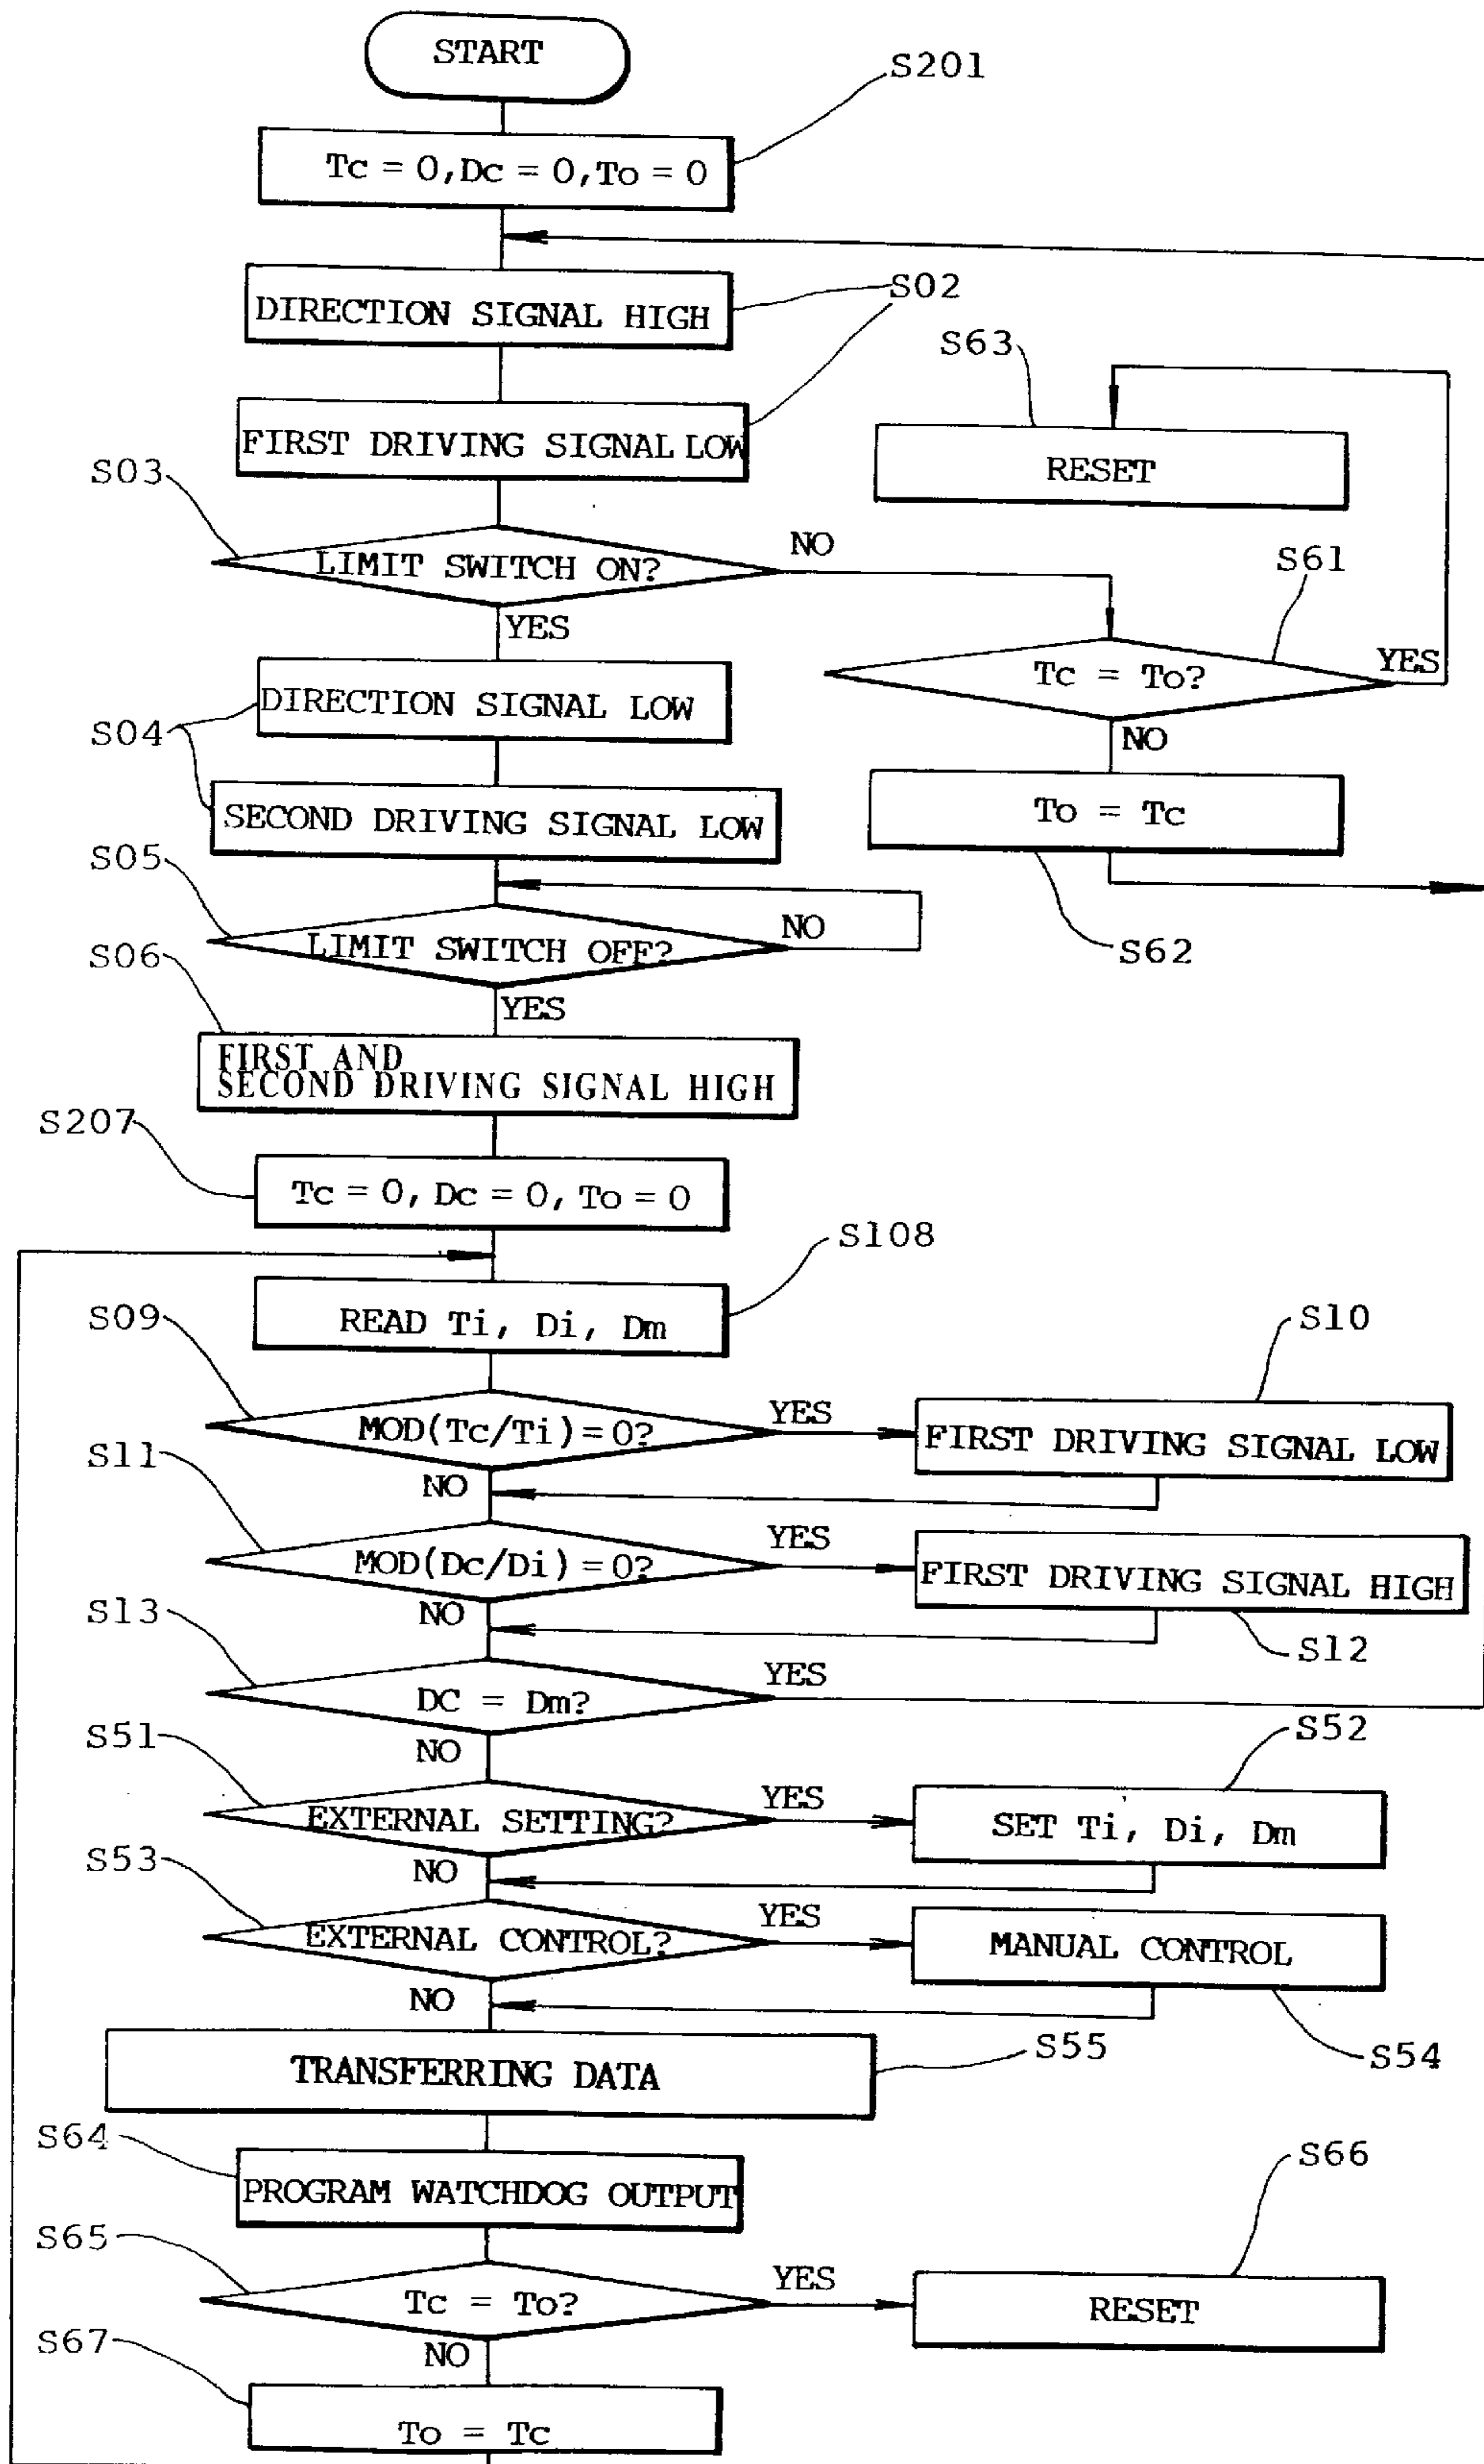 START
S201
Tc = 0, Dc = 0, To = 0
DIRECTION SIGNAL HIGH
S02
FIRST DRIVING SIGNAL LOW
S63
RESET
S03
LIMIT SWITCH ON?
NO
YES
S61
Tc = To?
YES
NO
DIRECTION SIGNAL LOW
S04
SECOND DRIVING SIGNAL LOW
To = Tc
S62
S05
LIMIT SWITCH OFF?
NO
YES
S06
FIRST AND
SECOND DRIVING SIGNAL HIGH
S207
Tc = 0, Dc = 0, To = 0
S108
READ Ti, Di, Dm
S09
MOD(Tc/Ti) = 0?
YES
S10
FIRST DRIVING SIGNAL LOW
NO
S11
MOD(Dc/Di) = 0?
YES
FIRST DRIVING SIGNAL HIGH
S12
NO
S13
DC = Dm?
YES
NO
S51
EXTERNAL SETTING?
YES
S52
SET Ti, Di, Dm
NO
S53
EXTERNAL CONTROL?
YES
MANUAL CONTROL
S54
NO
TRANSFERRING DATA
S55
S64
PROGRAM WATCHDOG OUTPUT
S65
Tc = To?
YES
S66
RESET
NO
S67
To = Tc